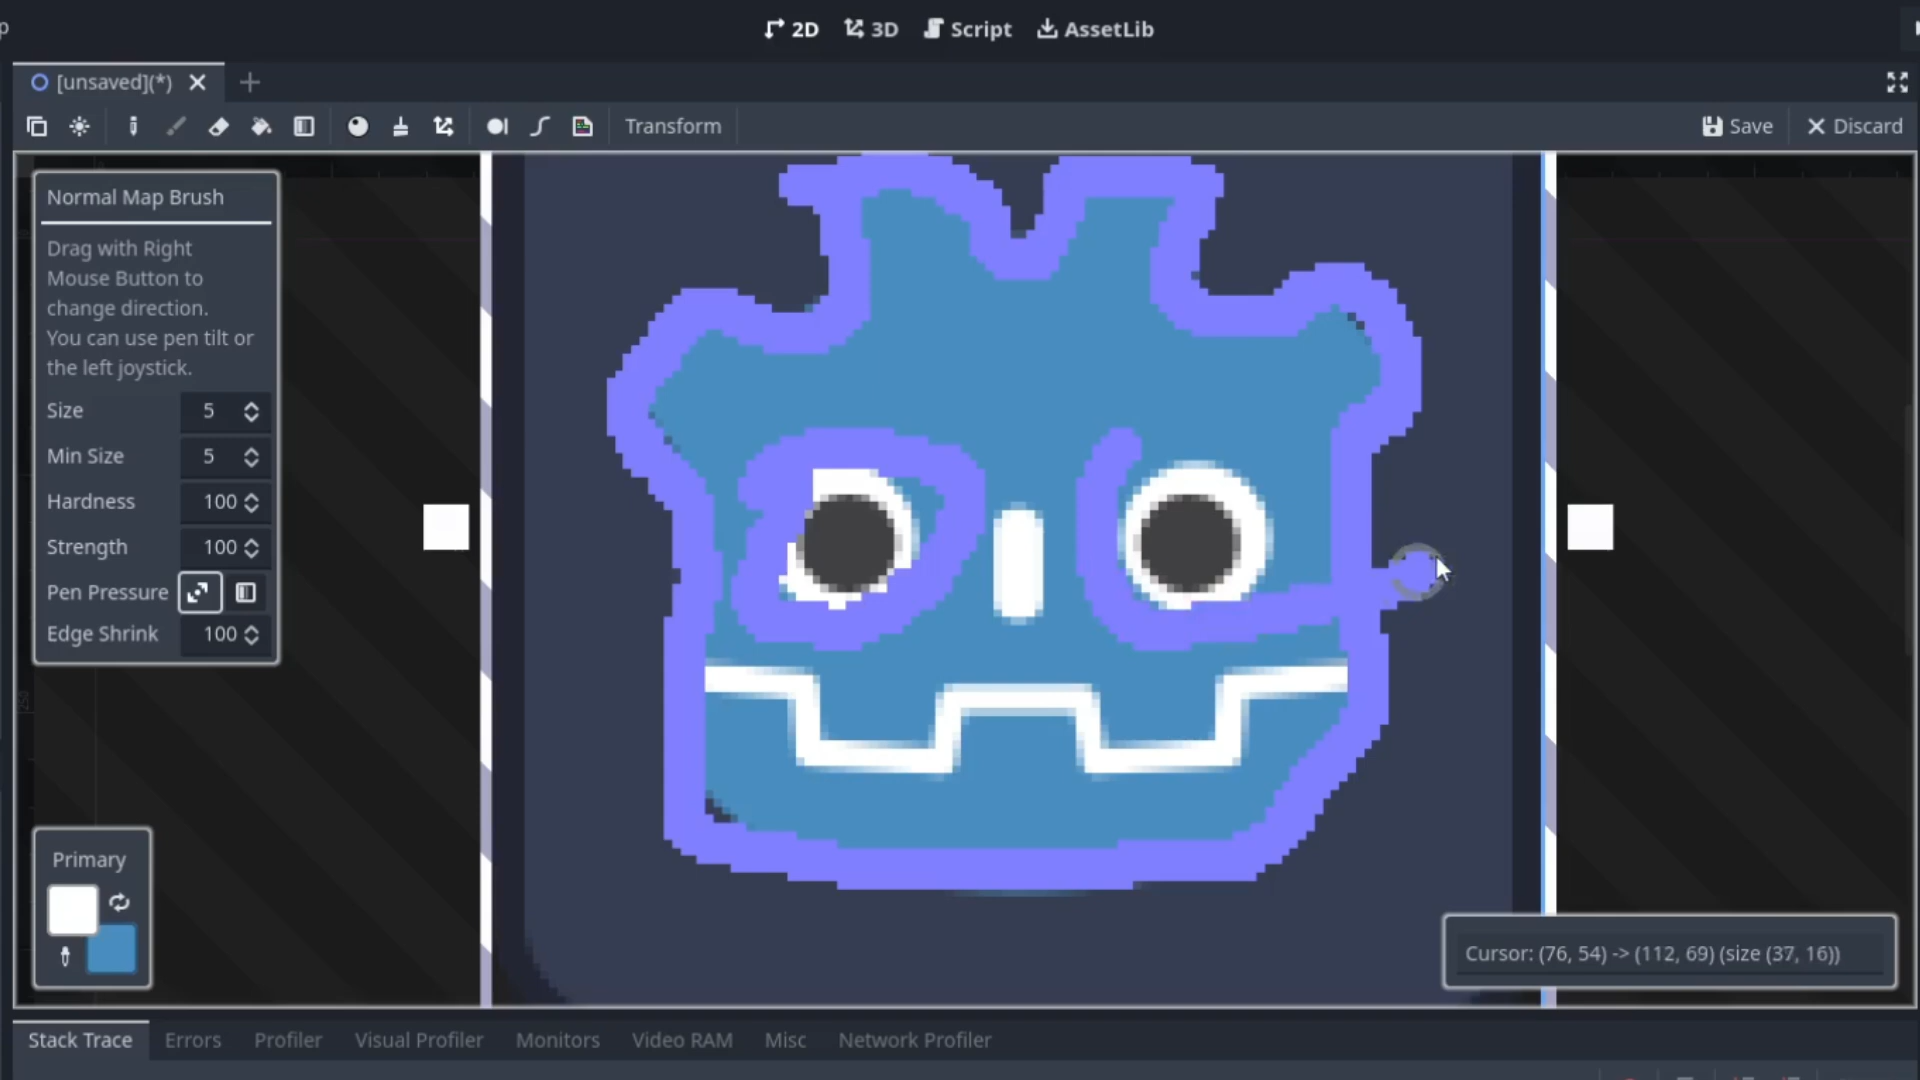 2D 3D Script AssetLib
[unsaved](*)
Transform Save Discard
Normal Map Brush
Drag with Right
Mouse Button to
change direction.
You can use pen tilt or
the left joystick.
Size 5
Min Size 5
Hardness 100
Strength 100
Pen Pressure
Edge Shrink 100
Primary
Cursor: (76, 54) -> (112, 69) (size (37, 16))
Stack Trace Errors Profiler Visual Profiler Monitors Video RAM Misc Network Profiler